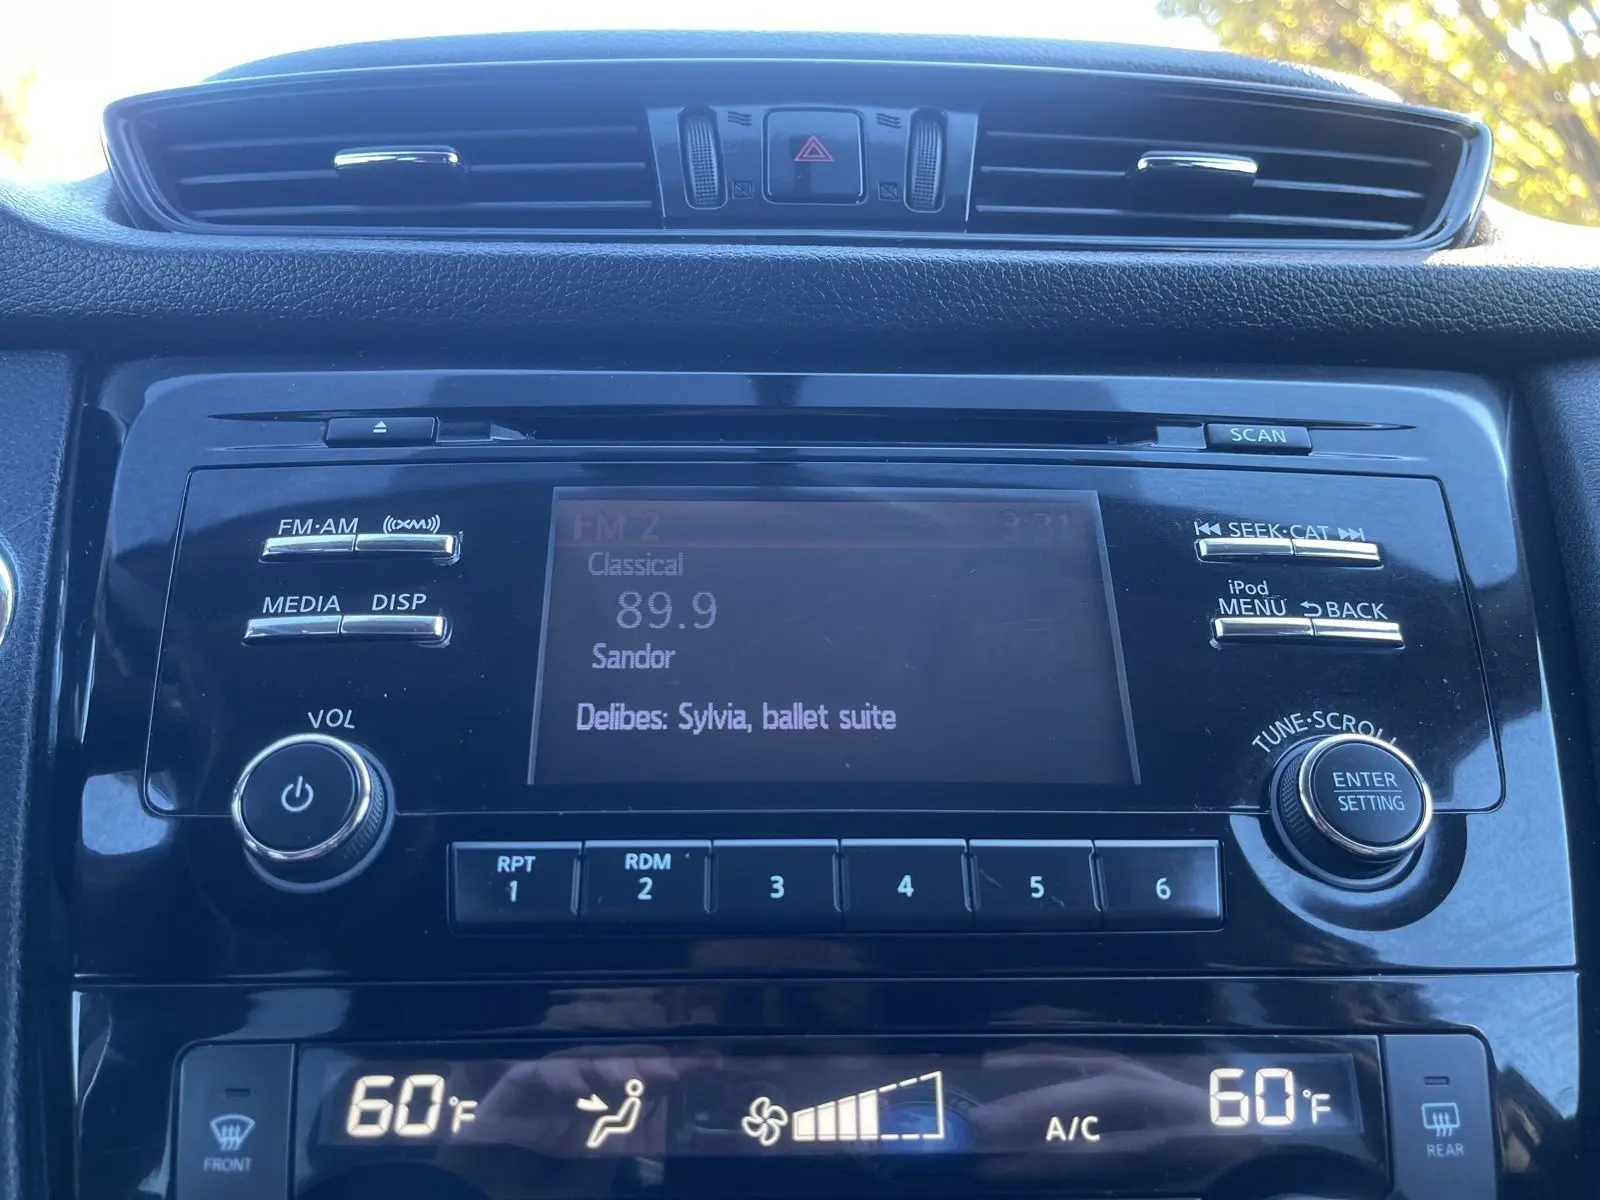 SCAN
FM·AM
((XM))
SEEK·CAT
MEDIA
DISP
iPod
MENU
BACK
FM 2 3:31
Classical
89.9
Sandor
Delibes: Sylvia, ballet suite
VOL
TUNE·SCROLL
ENTER
SETTING
RPT
1
RDM
2
3
4
5
6
60°F
A/C
60°F
FRONT
REAR